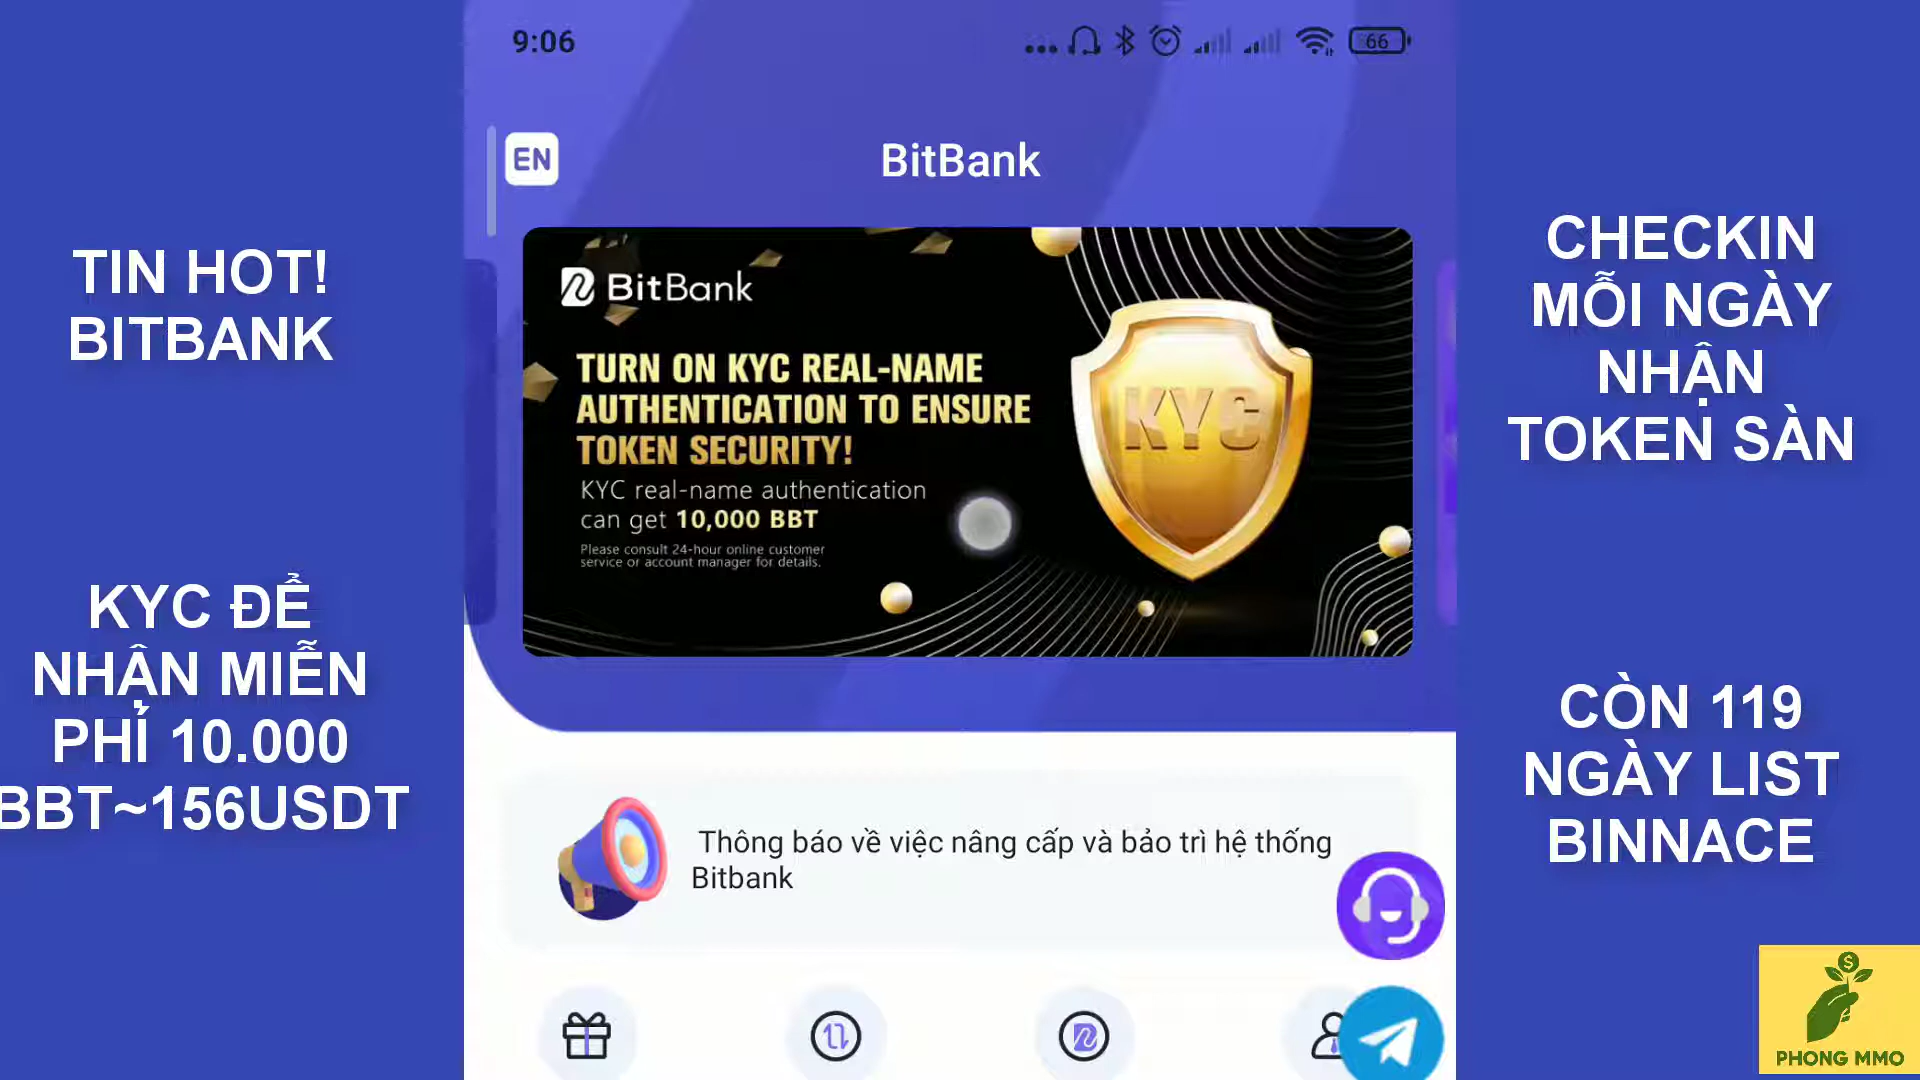 9:06
66
EN
BitBank
TIN HOT!
BITBANK
KYC ĐỂ
NHẬN MIỄN
PHÍ 10.000
BBT~156USDT
BitBank
TURN ON KYC REAL-NAME
AUTHENTICATION TO ENSURE
TOKEN SECURITY!
KYC real-name authentication
can get 10,000 BBT
Please consult 24-hour online customer
service or account manager for details.
KYC
Thông báo về việc nâng cấp và bảo trì hệ thống
Bitbank
CHECKIN
MỖI NGÀY
NHẬN
TOKEN SÀN
CÒN 119
NGÀY LIST
BINNACE
PHONG MMO